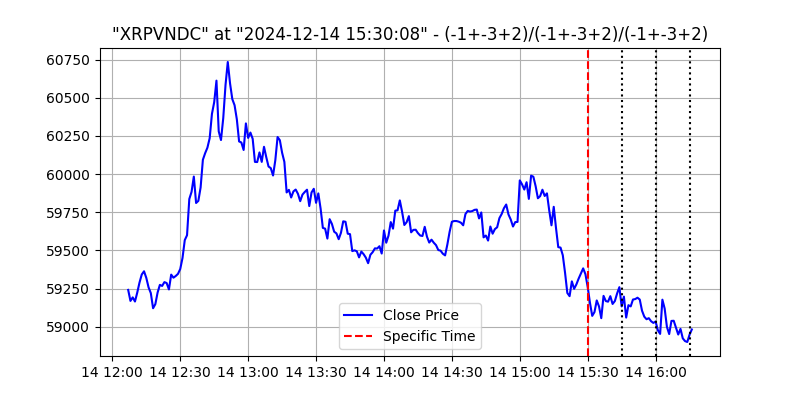 "XRPVNDC" at "2024-12-14 15:30:08" - (-1+-3+2)/(-1+-3+2)/(-1+-3+2)
60750
60500
60250
60000
59750
59500
59250
59000
Close Price
Specific Time
14 12:00 14 12:30 14 13:00 14 13:30 14 14:00 14 14:30 14 15:00 14 15:30 14 16:00